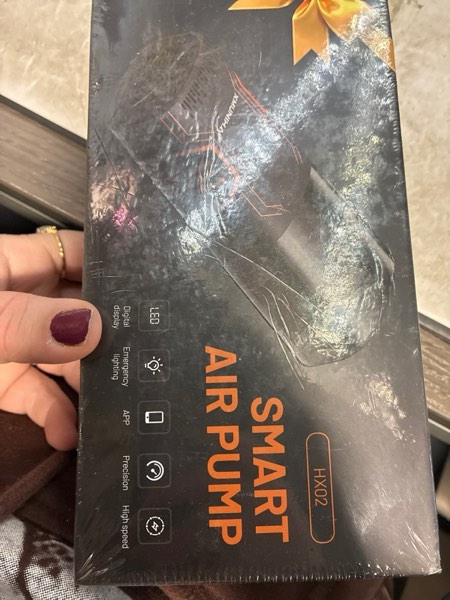 SMART
AIR PUMP
HX02
LED
Digital
display
Emergency
lighting
APP
Precision
High speed